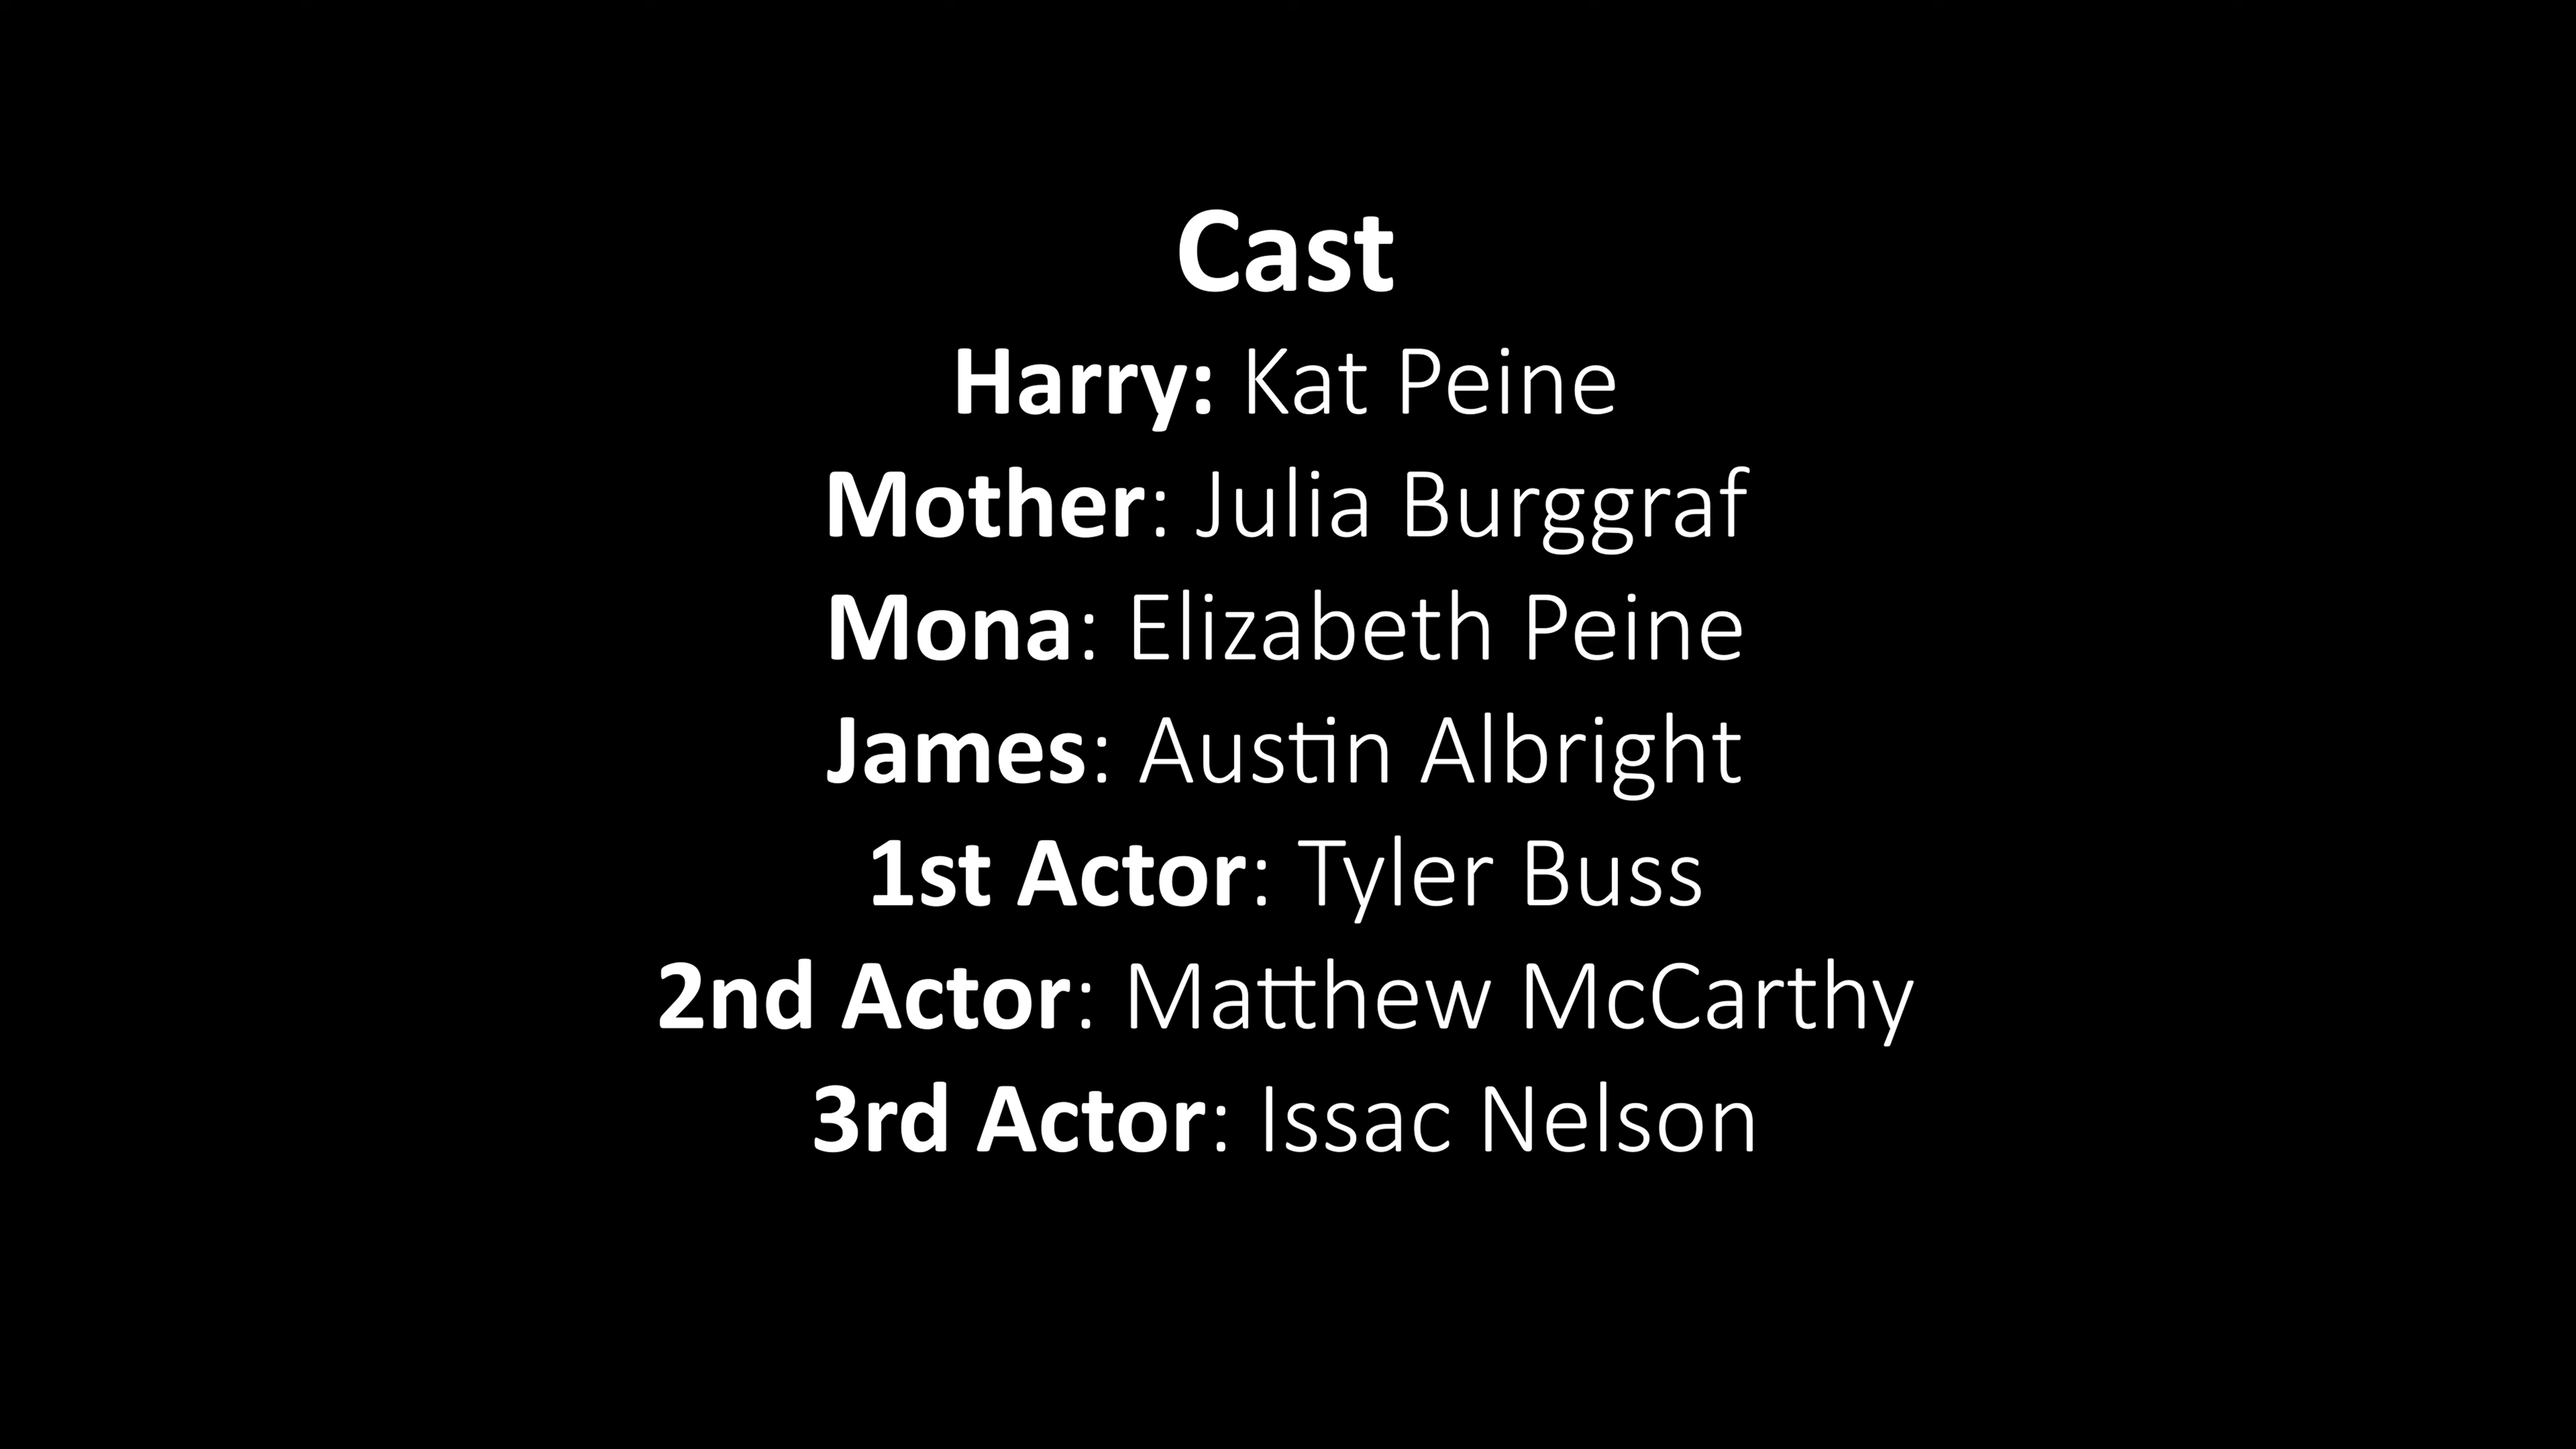 Cast
Harry: Kat Peine
Mother: Julia Burggraf
Mona: Elizabeth Peine
James: Austin Albright
1st Actor: Tyler Buss
2nd Actor: Matthew McCarthy
3rd Actor: Issac Nelson